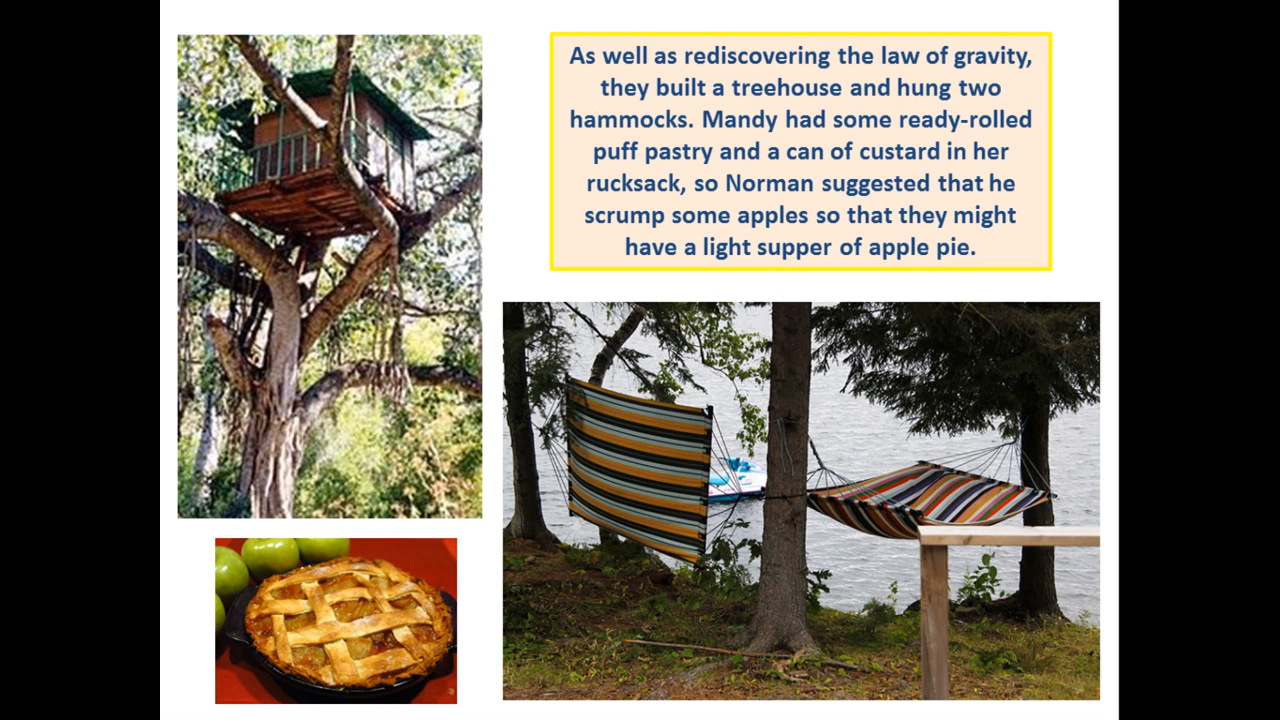 As well as rediscovering the law of gravity,
they built a treehouse and hung two
hammocks. Mandy had some ready-rolled
puff pastry and a can of custard in her
rucksack, so Norman suggested that he
scrump some apples so that they might
have a light supper of apple pie.